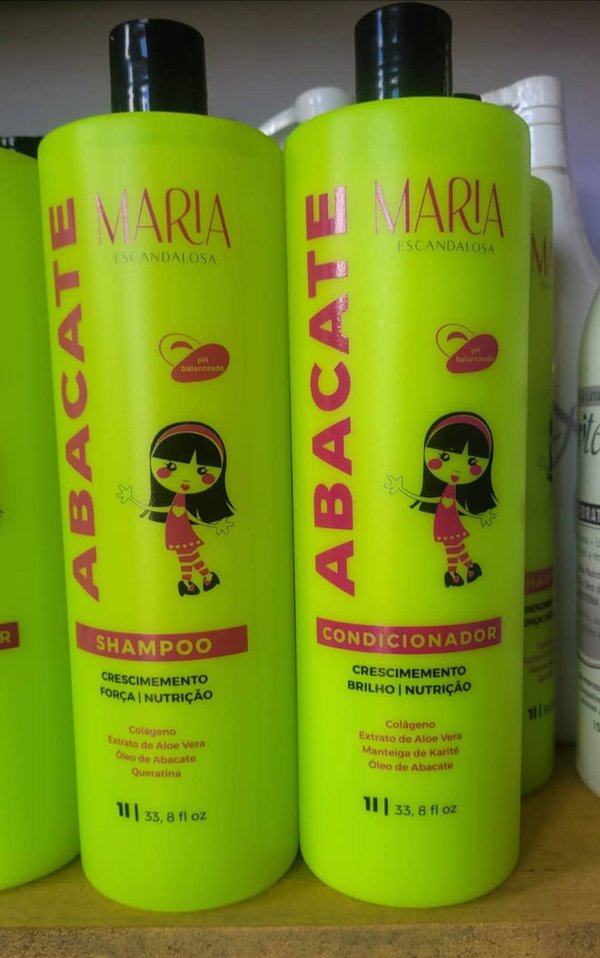 ABACATE
MARIA
ESCANDALOSA
pH
balanceado
SHAMPOO
CRESCIMEMENTO
FORÇA | NUTRIÇÃO
Colágeno
Extrato de Aloe Vera
Óleo de Abacate
Queratina
1l | 33, 8 fl oz
ABACATE
MARIA
ESCANDALOSA
pH
balanceado
CONDICIONADOR
CRESCIMEMENTO
BRILHO | NUTRIÇÃO
Colágeno
Extrato de Aloe Vera
Manteiga de Karité
Óleo de Abacate
1l | 33, 8 fl oz